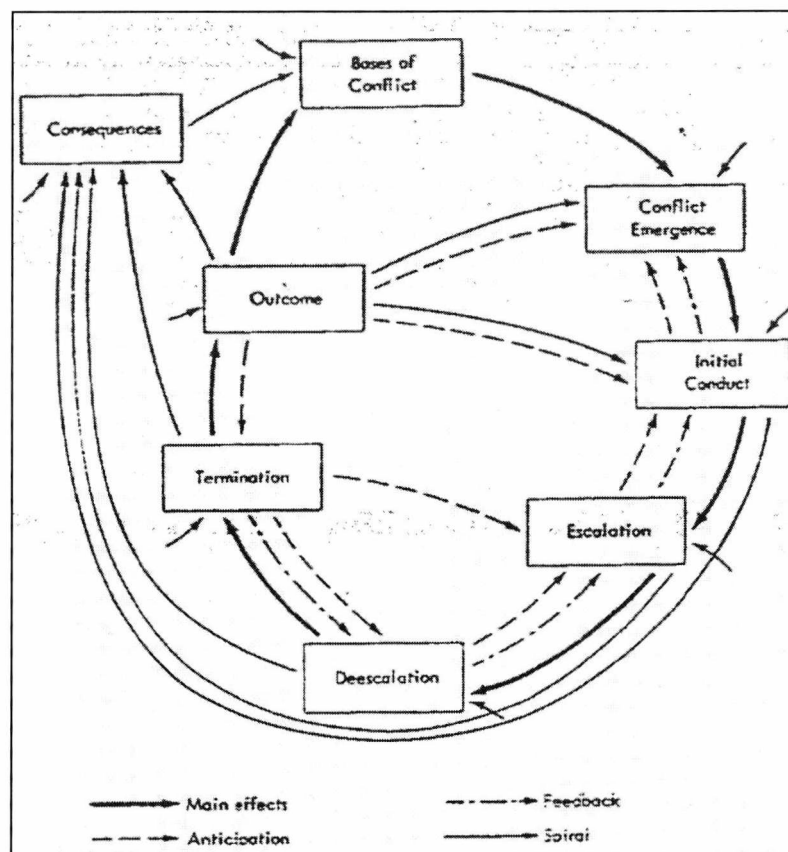 Bases of
Conflict
Consequences
Conflict
Emergence
Outcome
Initial
Conduct
Termination
Escalation
Deescalation
Main effects
Feedback
Anticipation
Spiral